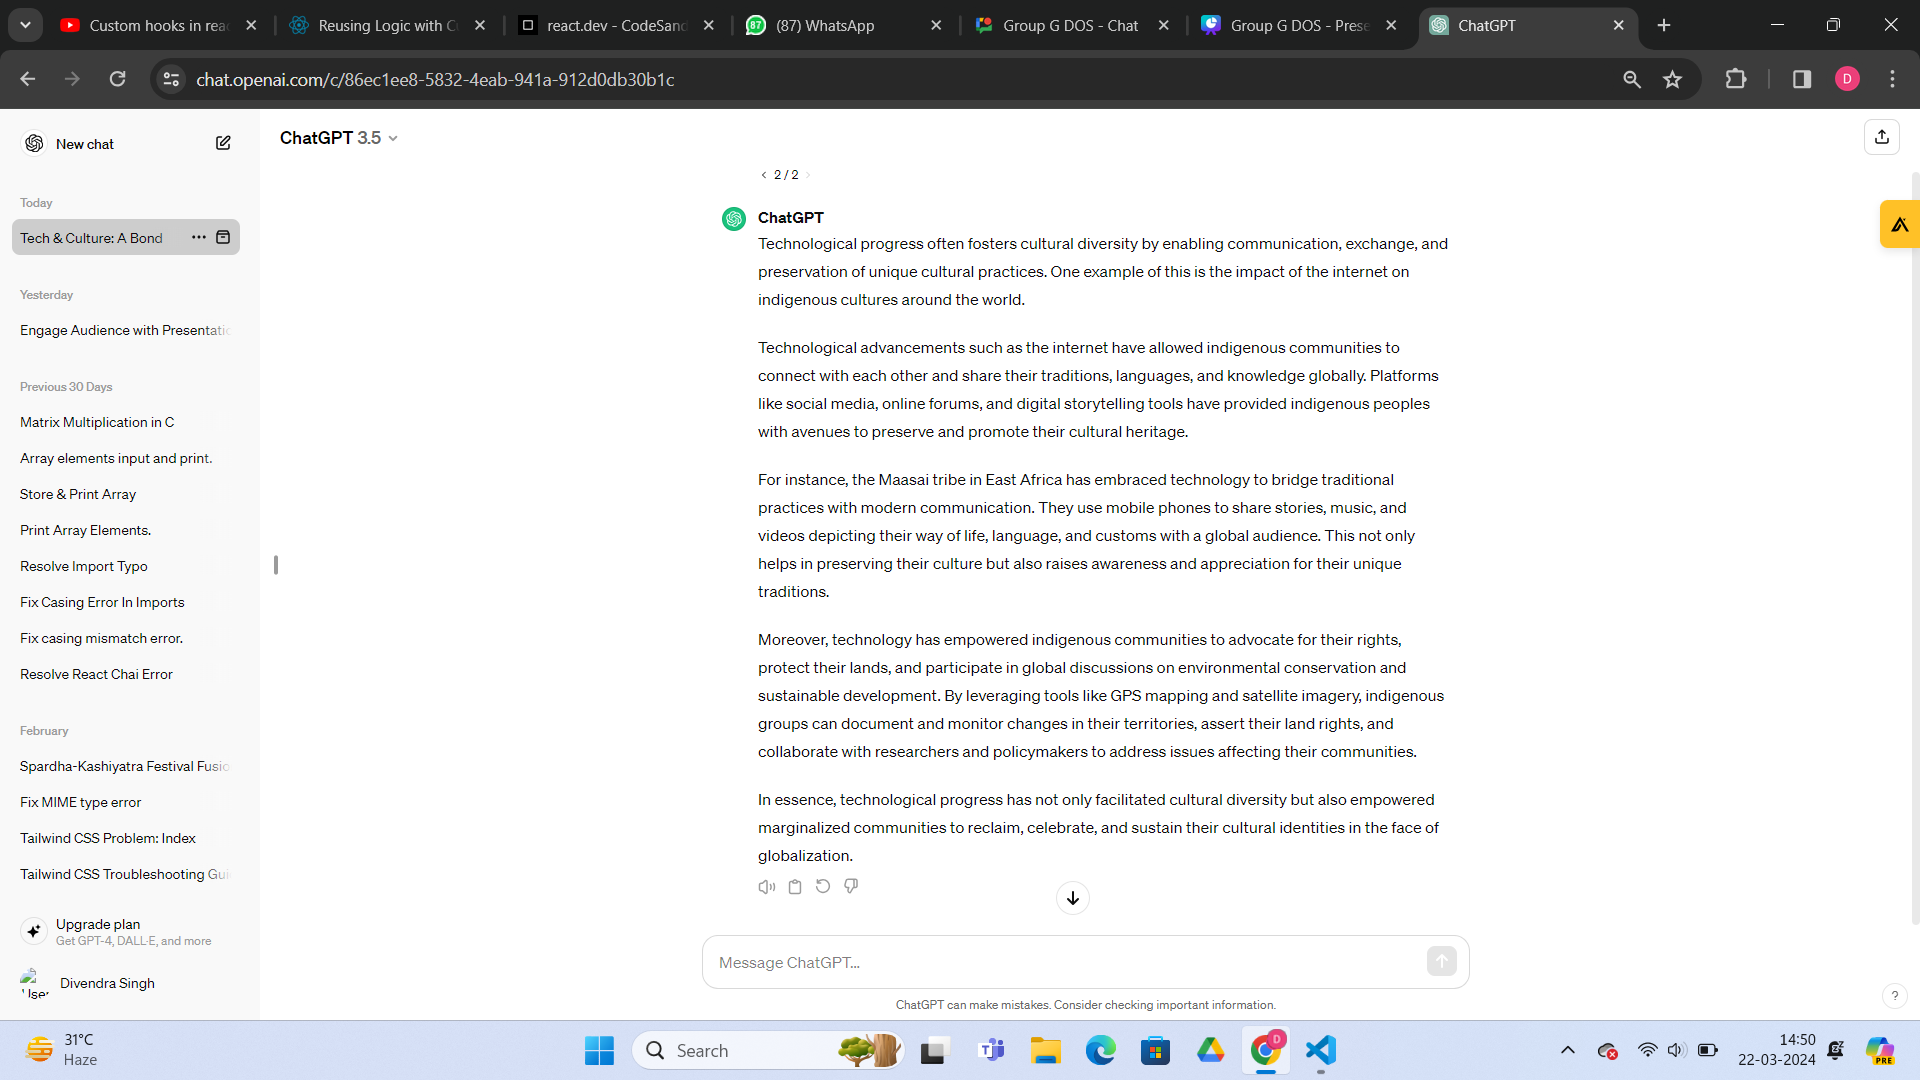 Custom hooks in rea
Reusing Logic with C
react.dev - CodeSand
(87) WhatsApp
Group G DOS - Chat
Group G DOS - Prese
ChatGPT
chat.openai.com/c/86ec1ee8-5832-4eab-941a-912d0db30b1c
D
New chat
ChatGPT 3.5
2 / 2
Today
Tech & Culture: A Bond
Yesterday
Engage Audience with Presentatio
Previous 30 Days
Matrix Multiplication in C
Array elements input and print.
Store & Print Array
Print Array Elements.
Resolve Import Typo
Fix Casing Error In Imports
Fix casing mismatch error.
Resolve React Chai Error
February
Spardha-Kashiyatra Festival Fusio
Fix MIME type error
Tailwind CSS Problem: Index
Tailwind CSS Troubleshooting Gui
Upgrade plan
Get GPT-4, DALL·E, and more
User
Divendra Singh
ChatGPT
Technological progress often fosters cultural diversity by enabling communication, exchange, and
preservation of unique cultural practices. One example of this is the impact of the internet on
indigenous cultures around the world.
Technological advancements such as the internet have allowed indigenous communities to
connect with each other and share their traditions, languages, and knowledge globally. Platforms
like social media, online forums, and digital storytelling tools have provided indigenous peoples
with avenues to preserve and promote their cultural heritage.
For instance, the Maasai tribe in East Africa has embraced technology to bridge traditional
practices with modern communication. They use mobile phones to share stories, music, and
videos depicting their way of life, language, and customs with a global audience. This not only
helps in preserving their culture but also raises awareness and appreciation for their unique
traditions.
Moreover, technology has empowered indigenous communities to advocate for their rights,
protect their lands, and participate in global discussions on environmental conservation and
sustainable development. By leveraging tools like GPS mapping and satellite imagery, indigenous
groups can document and monitor changes in their territories, assert their land rights, and
collaborate with researchers and policymakers to address issues affecting their communities.
In essence, technological progress has not only facilitated cultural diversity but also empowered
marginalized communities to reclaim, celebrate, and sustain their cultural identities in the face of
globalization.
Message ChatGPT...
ChatGPT can make mistakes. Consider checking important information.
?
31°C
Haze
Search
D
14:50
22-03-2024
PRE